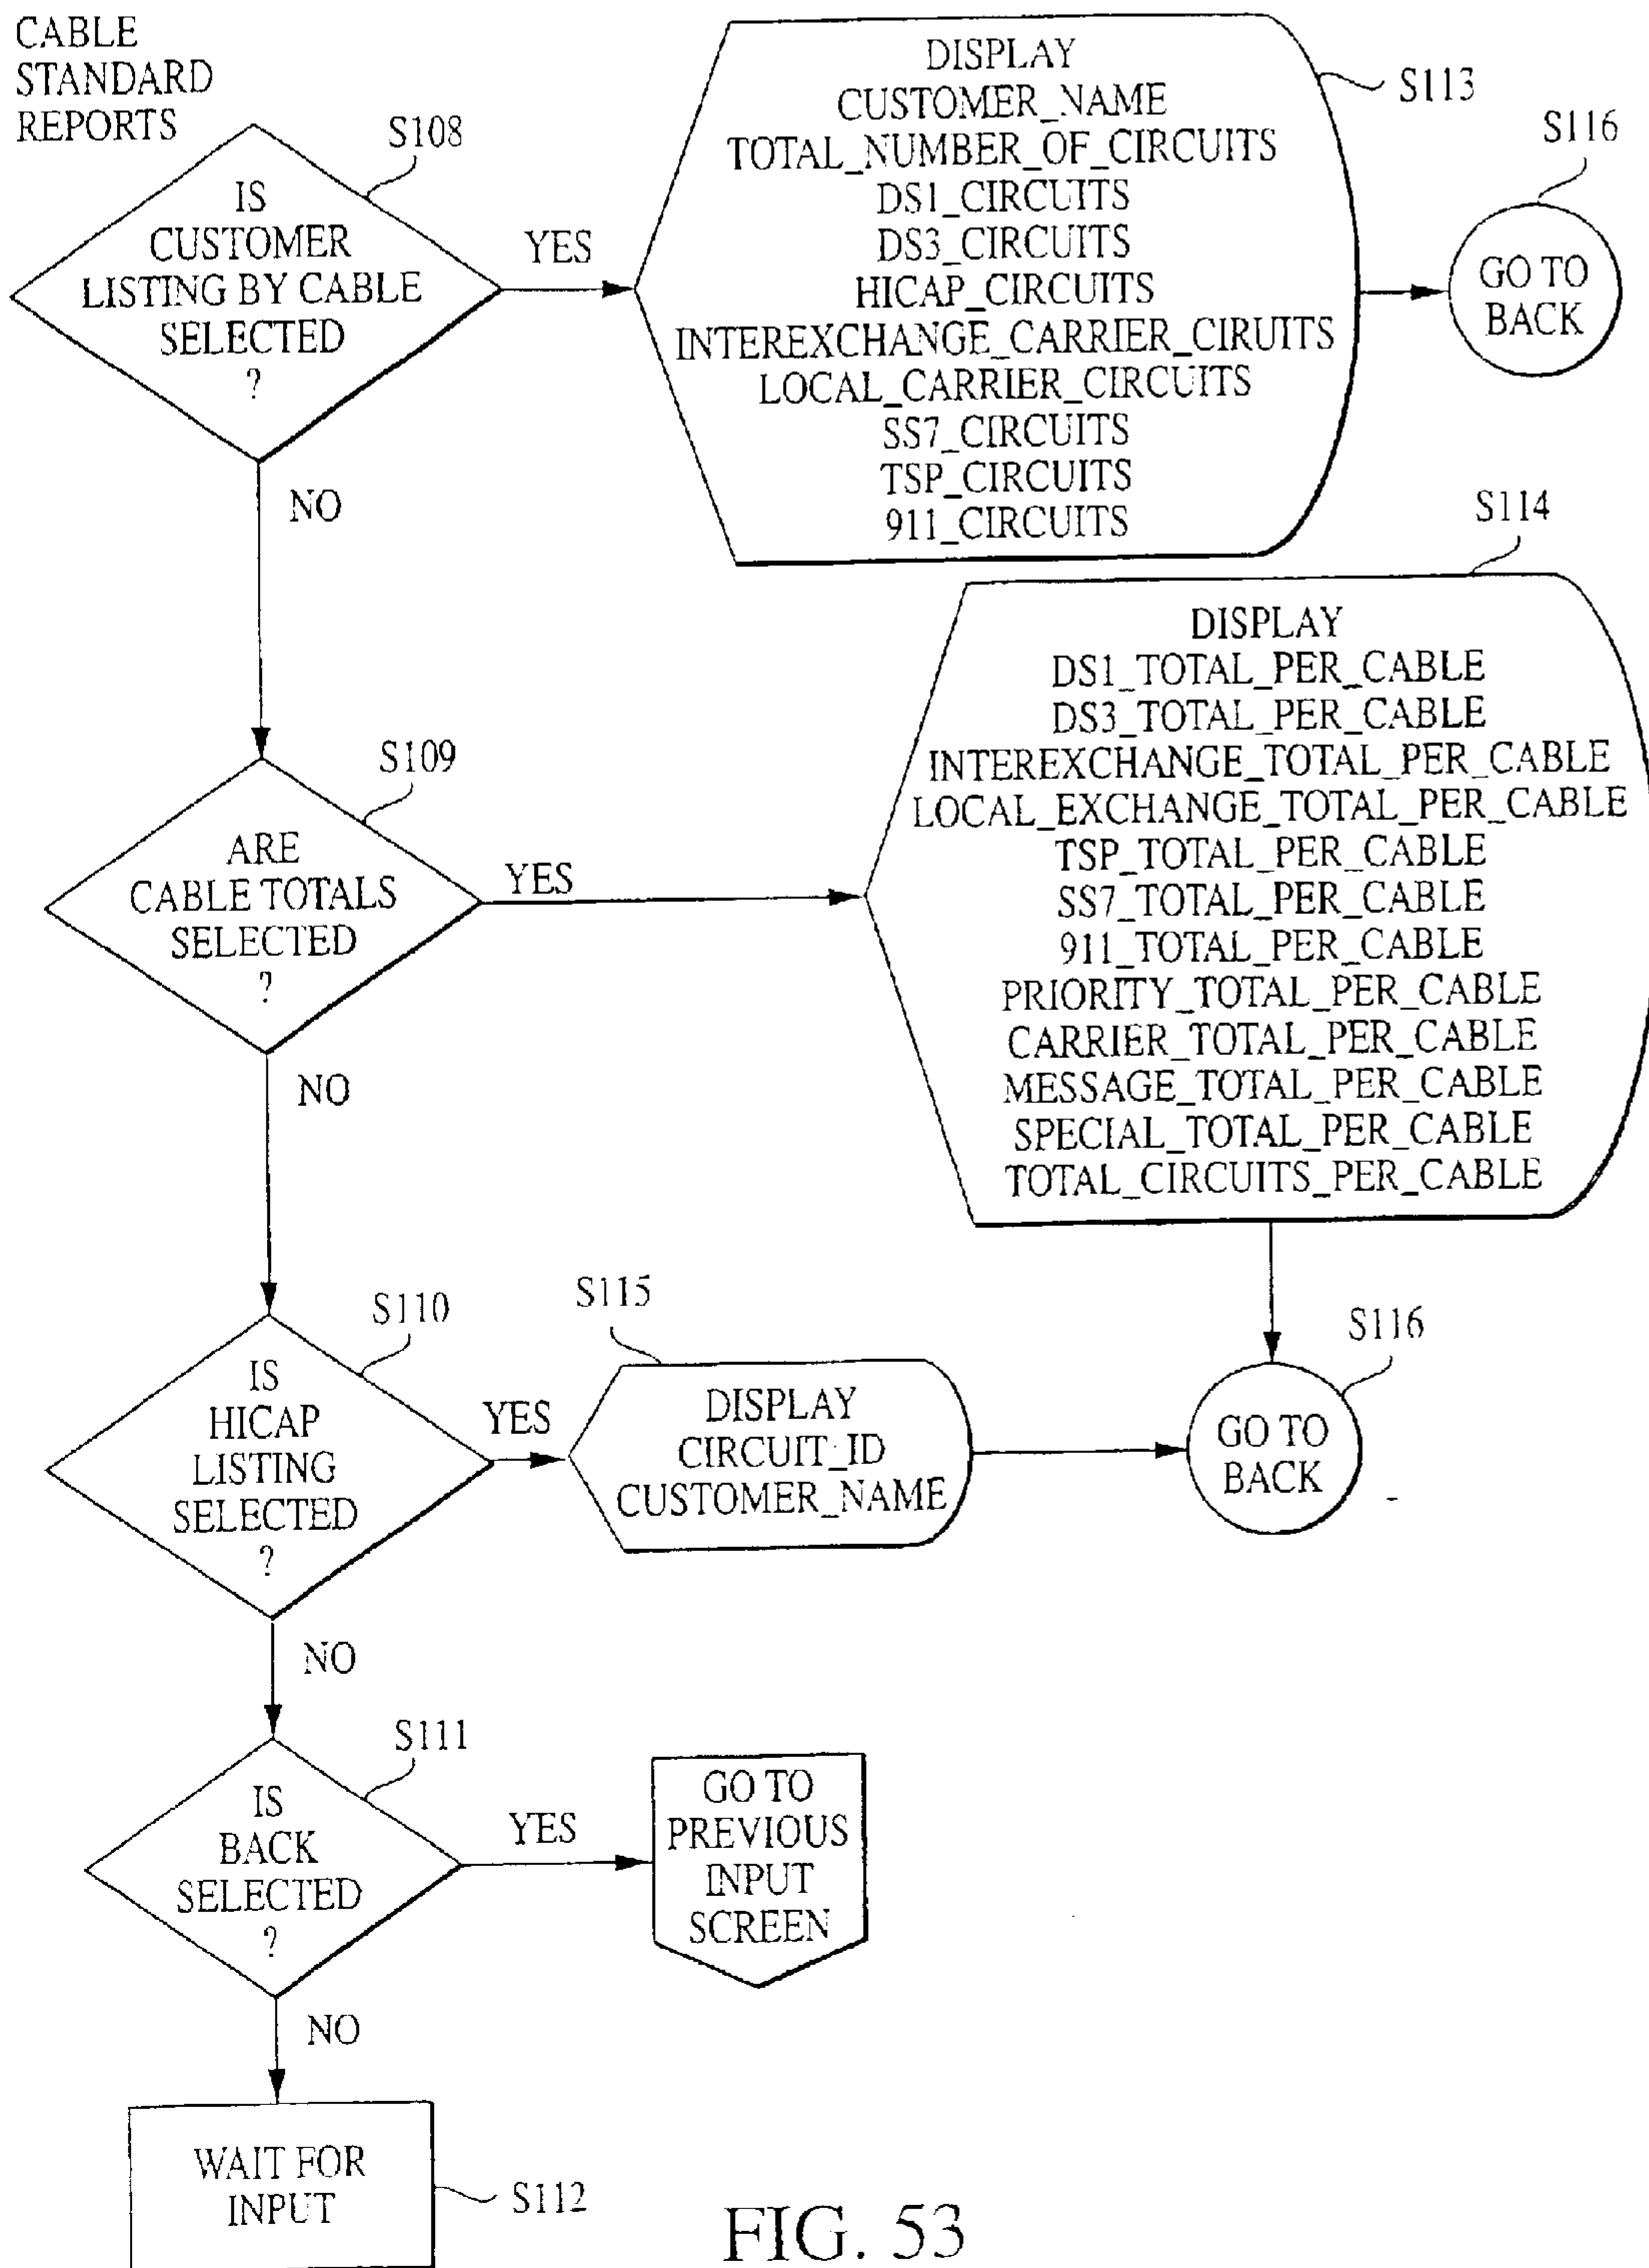 CABLE
STANDARD
REPORTS
S108
IS
CUSTOMER
LISTING BY CABLE
SELECTED
?
YES
NO
DISPLAY
CUSTOMER_NAME
TOTAL_NUMBER_OF_CIRCUITS
DS1_CIRCUITS
DS3_CIRCUITS
HICAP_CIRCUITS
INTEREXCHANGE_CARRIER_CIRUITS
LOCAL_CARRIER_CIRCUITS
SS7_CIRCUITS
TSP_CIRCUITS
911_CIRCUITS
S113
S116
GO TO
BACK
S109
ARE
CABLE TOTALS
SELECTED
?
YES
NO
S114
DISPLAY
DS1_TOTAL_PER_CABLE
DS3_TOTAL_PER_CABLE
INTEREXCHANGE_TOTAL_PER_CABLE
LOCAL_EXCHANGE_TOTAL_PER_CABLE
TSP_TOTAL_PER_CABLE
SS7_TOTAL_PER_CABLE
911_TOTAL_PER_CABLE
PRIORITY_TOTAL_PER_CABLE
CARRIER_TOTAL_PER_CABLE
MESSAGE_TOTAL_PER_CABLE
SPECIAL_TOTAL_PER_CABLE
TOTAL_CIRCUITS_PER_CABLE
S110
IS
HICAP
LISTING
SELECTED
?
YES
NO
S115
DISPLAY
CIRCUIT_ID
CUSTOMER_NAME
S116
GO TO
BACK
S111
IS
BACK
SELECTED
?
YES
NO
GO TO
PREVIOUS
INPUT
SCREEN
WAIT FOR
INPUT
S112
FIG. 53